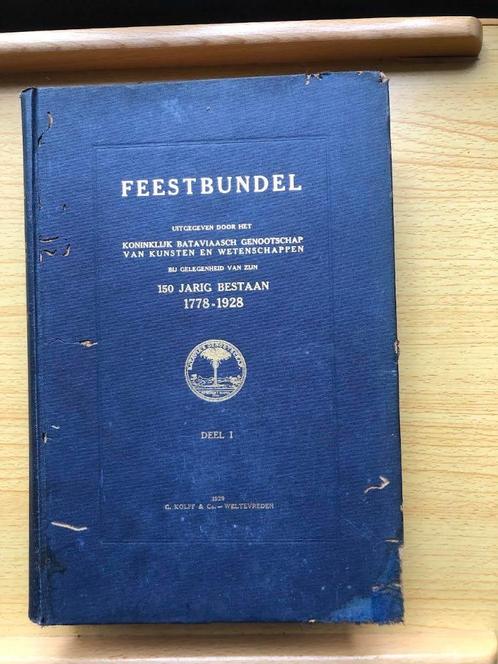 FEESTBUNDEL
UITGEGEVEN DOOR HET
KONINKLIJK BATAVIAASCH GENOOTSCHAP
VAN KUNSTEN EN WETENSCHAPPEN
BIJ GELEGENHEID VAN ZIJN
150 JARIG BESTAAN
1778-1928
DEEL I
1929
G. KOLFF & Co. — WELTEVREDEN